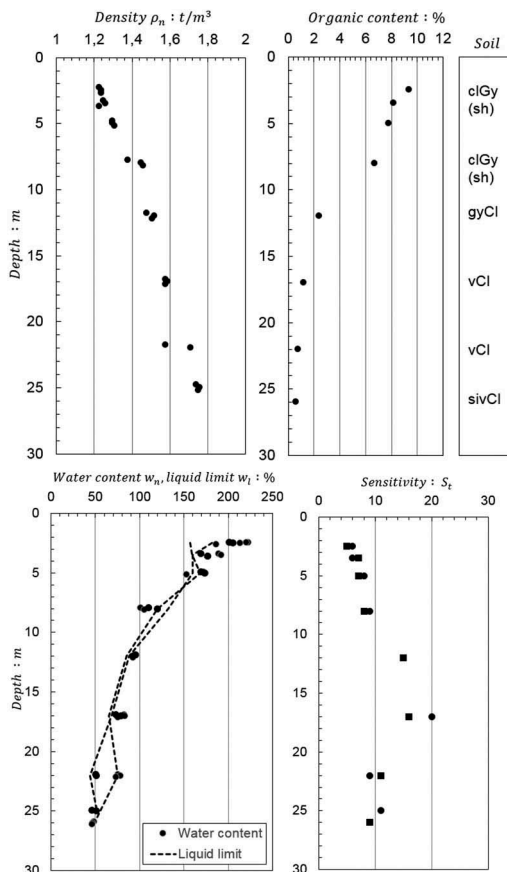 Density ρₙ : t/m³
1 1,2 1,4 1,6 1,8 2
Organic content : %
0 2 4 6 8 10 12
Soil
Depth : m
0
5
10
15
20
25
30
0
5
10
15
20
25
30
clGy
(sh)
clGy
(sh)
gyCl
vCl
vCl
sivCl
Water content wₙ, liquid limit wₗ : %
0 50 100 150 200 250
Sensitivity : Sₜ
0 10 20 30
Depth : m
0
5
10
15
20
25
30
0
5
10
15
20
25
30
Water content
Liquid limit